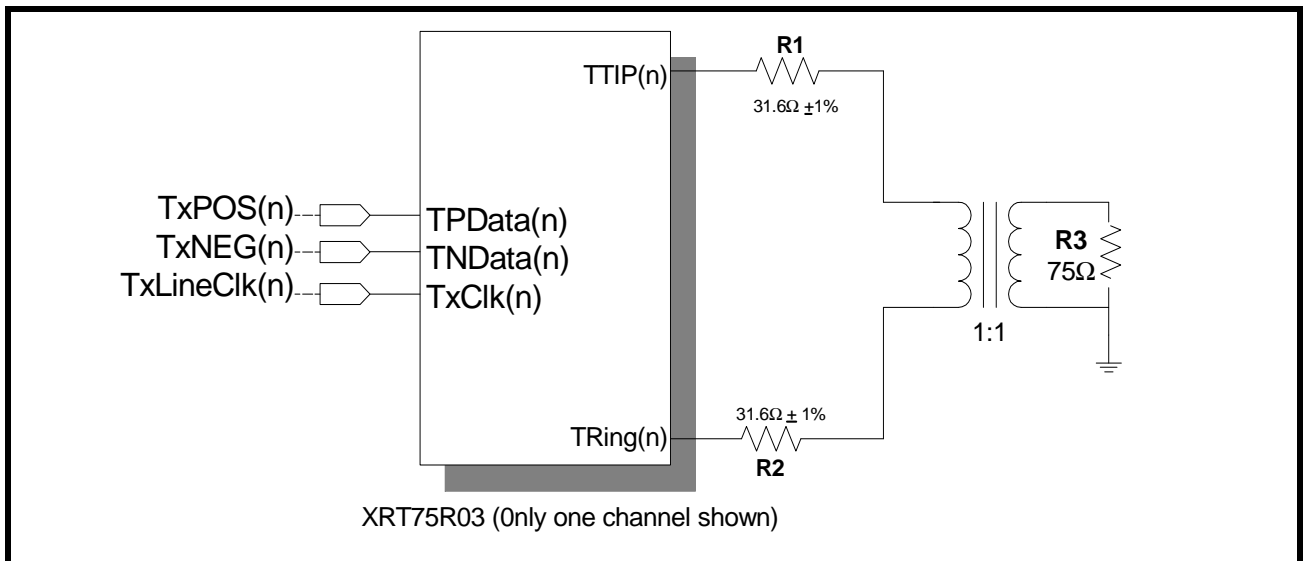 R1
TTIP(n)
31.6Ω ±1%
TxPOS(n)
TPData(n)
TxNEG(n)
TNData(n)
TxLineClk(n)
TxClk(n)
R3
75Ω
1:1
31.6Ω ± 1%
TRing(n)
R2
XRT75R03 (0nly one channel shown)